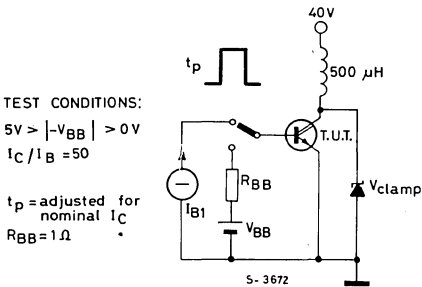 40V
tp
500 µH
TEST CONDITIONS:
5V > |-VBB| > 0V
IC/IB = 50
T.U.T.
tp = adjusted for
nominal IC
RBB = 1 Ω
IB1
RBB
VBB
Vclamp
S-3672